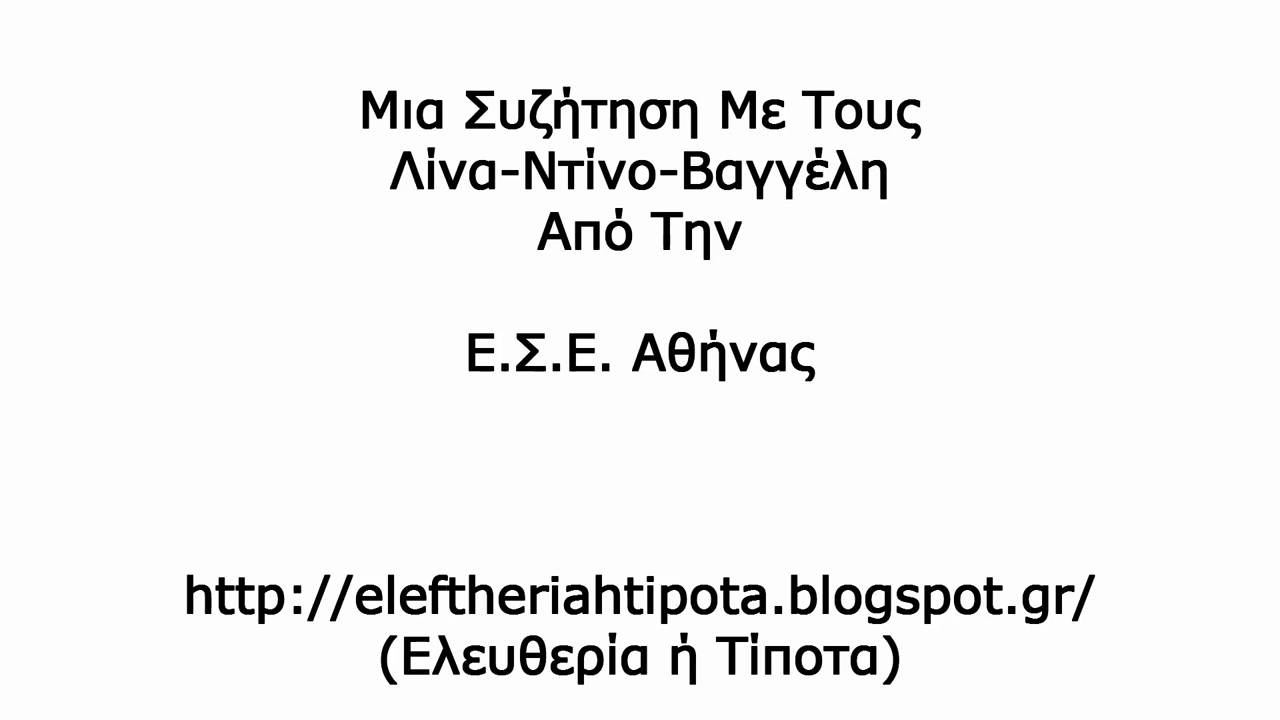 Μια Συζήτηση Με Τους
Λίνα-Ντίνο-Βαγγέλη
Από Την
Ε.Σ.Ε. Αθήνας
http://eleftheriahtipota.blogspot.gr/
(Ελευθερία ή Τίποτα)